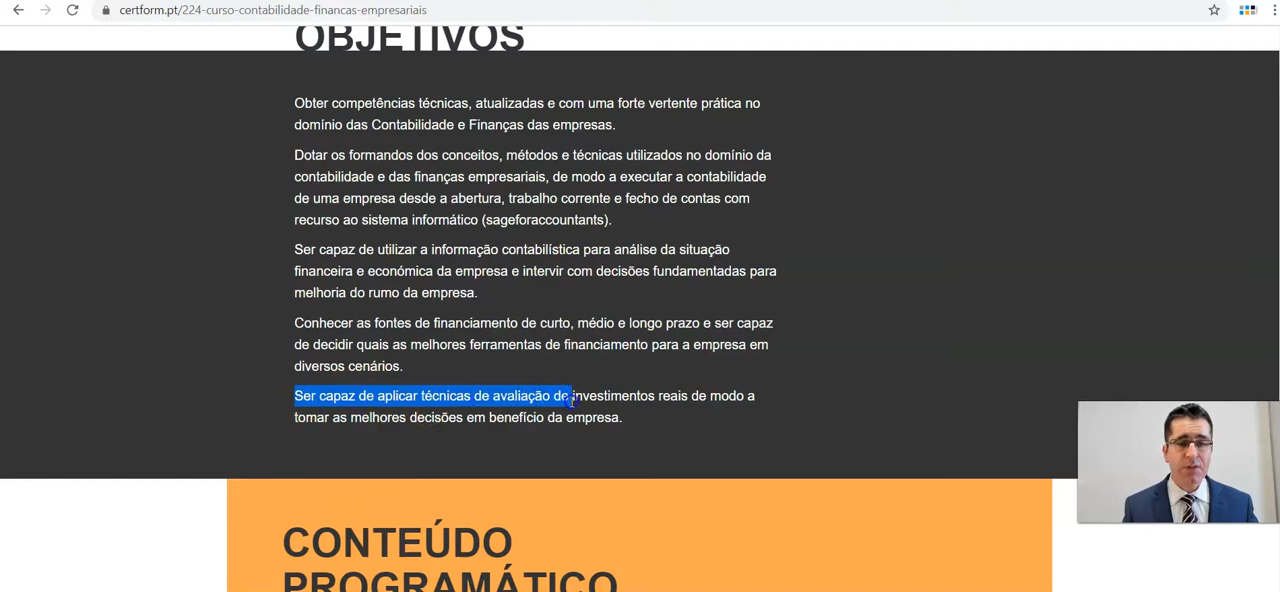 certform.pt/224-curso-contabilidade-financas-empresariais
OBJETIVOS
Obter competências técnicas, atualizadas e com uma forte vertente prática no
domínio das Contabilidade e Finanças das empresas.
Dotar os formandos dos conceitos, métodos e técnicas utilizados no domínio da
contabilidade e das finanças empresariais, de modo a executar a contabilidade
de uma empresa desde a abertura, trabalho corrente e fecho de contas com
recurso ao sistema informático (sageforaccountants).
Ser capaz de utilizar a informação contabilística para análise da situação
financeira e económica da empresa e intervir com decisões fundamentadas para
melhoria do rumo da empresa.
Conhecer as fontes de financiamento de curto, médio e longo prazo e ser capaz
de decidir quais as melhores ferramentas de financiamento para a empresa em
diversos cenários.
Ser capaz de aplicar técnicas de avaliação de investimentos reais de modo a
tomar as melhores decisões em benefício da empresa.
CONTEÚDO
PROGRAMÁTICO